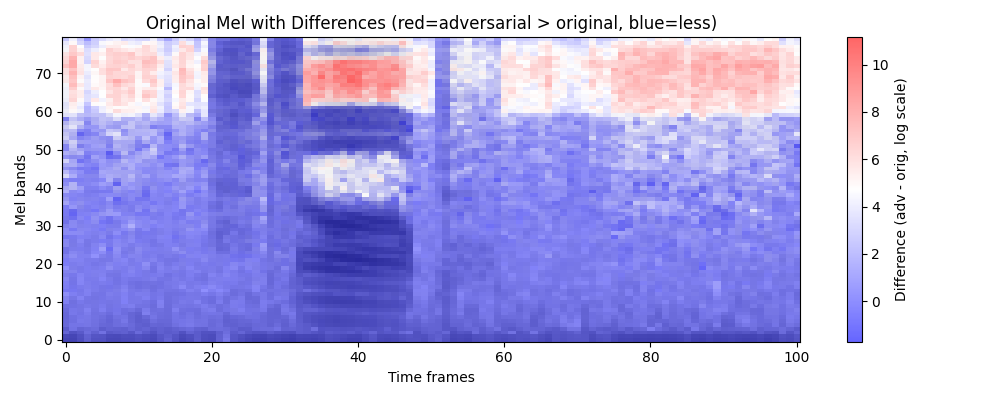 Original Mel with Differences (red=adversarial > original, blue=less)
Mel bands
70
60
50
40
30
20
10
0
0 20 40 60 80 100
Time frames
10
8
6
4
2
0
Difference (adv - orig, log scale)